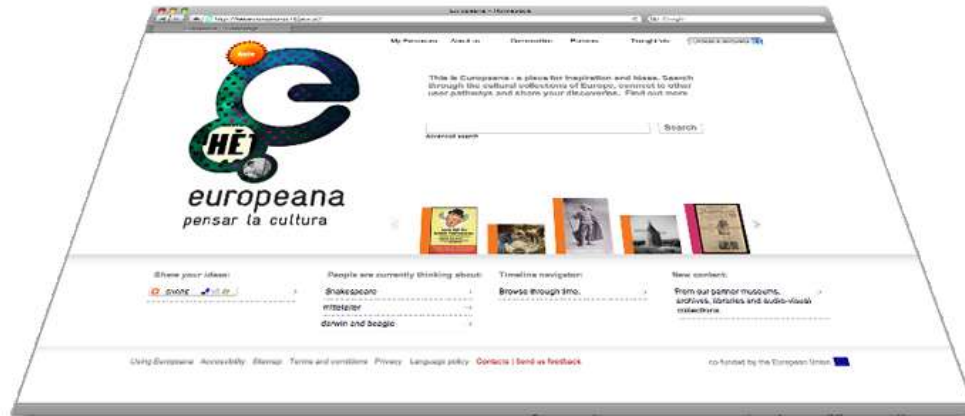 Europeana - Homepage
My Europeana About us Communities Partners Thought lab
This is Europeana - a place for inspiration and ideas. Search
through the cultural collections of Europe, connect to other
user pathways and share your discoveries. Find out more
Search
Advanced search
HÉ
europeana
pensar la cultura
Share your ideas:
SHARE
People are currently thinking about:
Shakespeare
mitteleiter
darwin and beagle
Timeline navigator:
Browse through time.
New content:
From our partner museums,
archives, libraries and audio-visual
collections.
Using Europeana Accessibility Sitemap Terms and conditions Privacy Language policy Contacts | Send us feedback
co-funded by the European Union